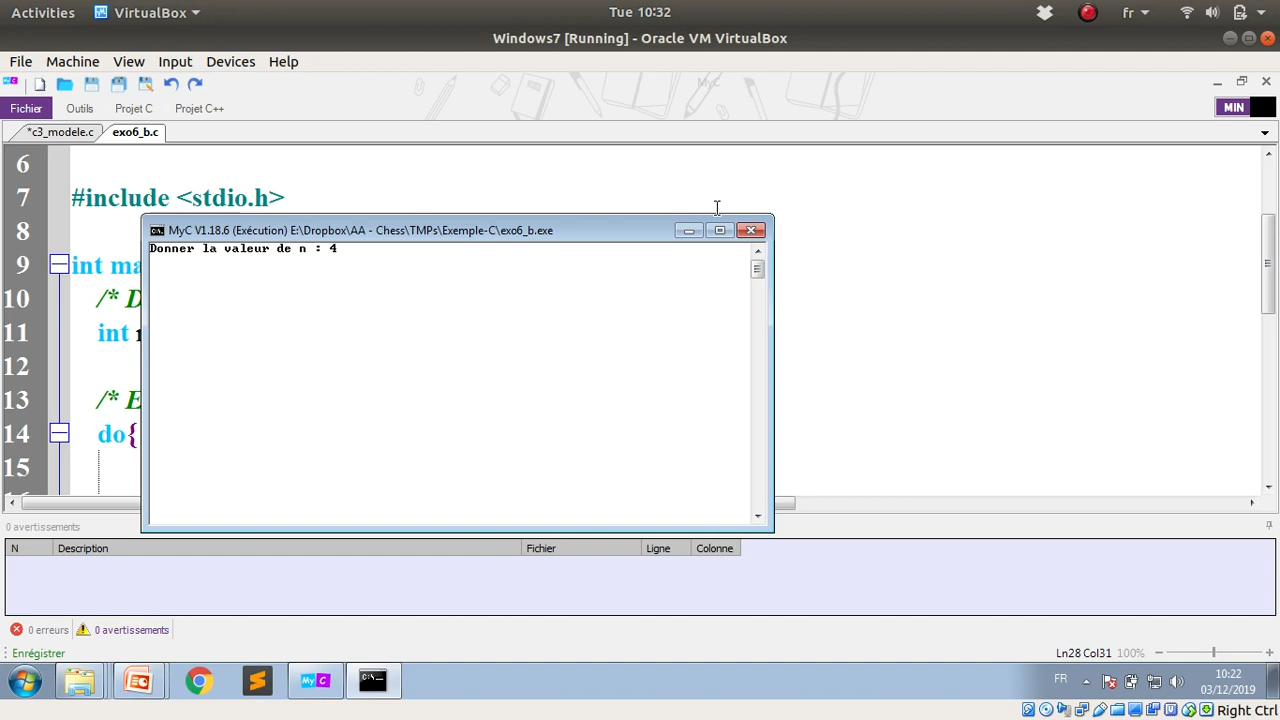 Activities VirtualBox Tue 10:32 fr
Windows7 [Running] - Oracle VM VirtualBox
File Machine View Input Devices Help
MyC
Fichier Outils Projet C Projet C++ MIN
*c3_modele.c exo6_b.c
6
7 #include <stdio.h>
8 MyC V1.18.6 (Exécution) E:\Dropbox\AA - Chess\TMPs\Exemple-C\exo6_b.exe
Donner la valeur de n : 4
9 int ma
10 /* D
11 int
12
13 /* E
14 do{
15
0 avertissements
N Description Fichier Ligne Colonne
0 erreurs 0 avertissements
Enrégistrer Ln28 Col31 100%
MyC C:\. FR 10:22
03/12/2019
Right Ctrl